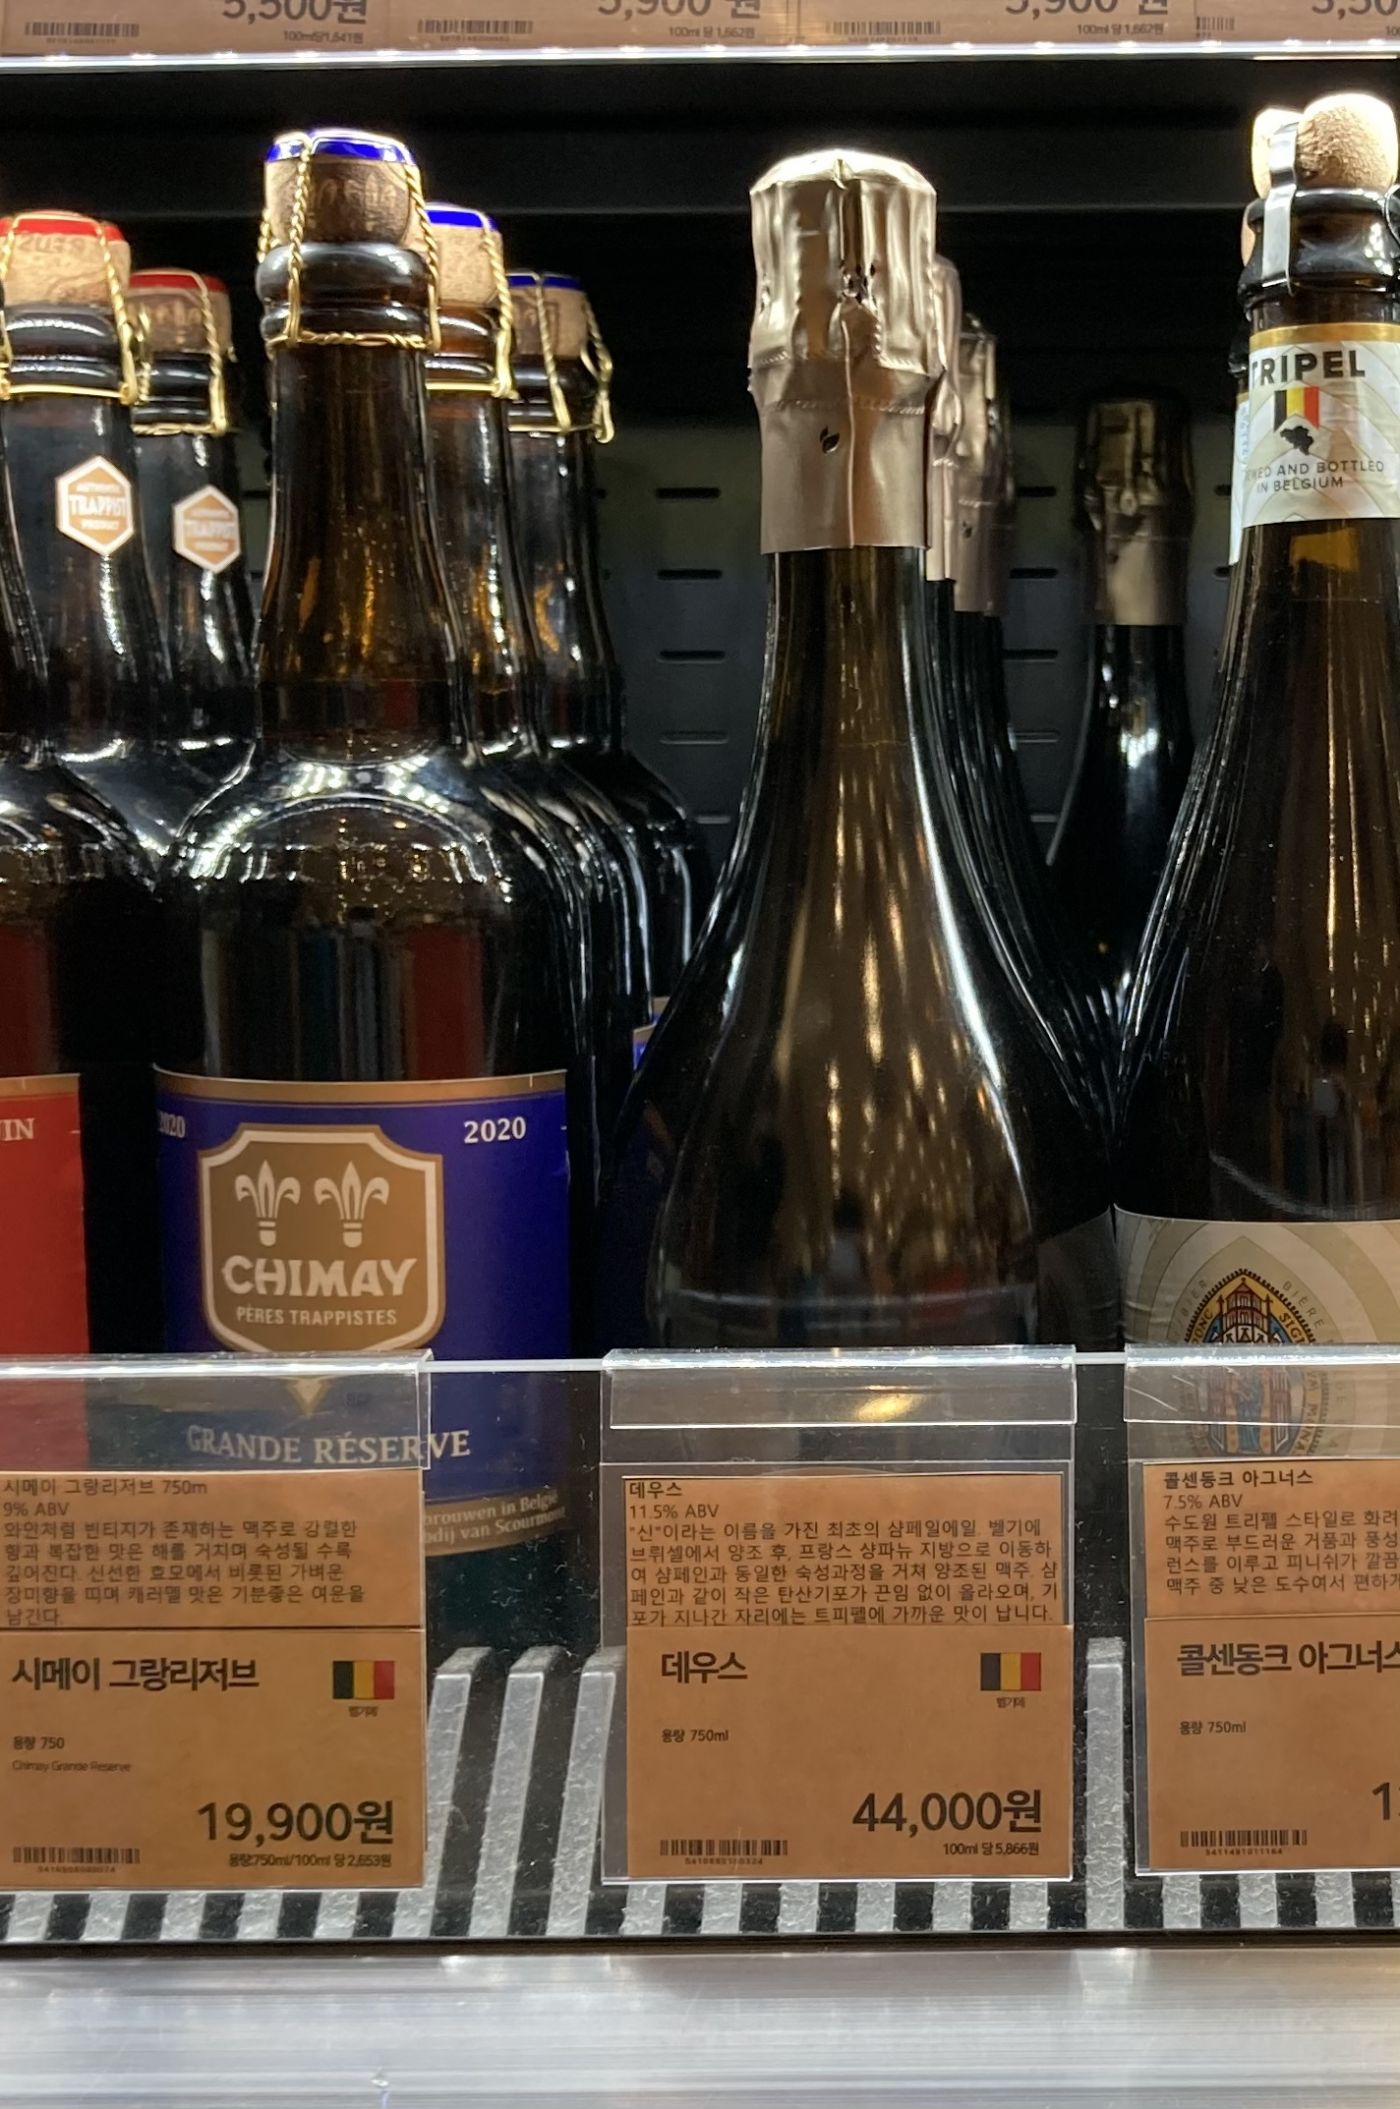 5,500원
100ml당1,541원
5,900원
100ml 당 1,662원
5,900원
100ml 당 1,662원
3,50
TRAPPIST
TRAPPIST
TRIPEL
AND BOTTLED
IN BELGIUM
2020
2020
CHIMAY
PÈRES TRAPPISTES
GRANDE RÉSERVE
brouwen in België
van Scourmont
시메이 그랑리저브 750m
9% ABV
와인처럼 빈티지가 존재하는 맥주로 강렬한
향과 복잡한 맛은 해를 거치며 숙성될 수록
깊어진다. 신선한 효모에서 비롯된 가벼운
장미향을 띠며 캐러멜 맛은 기분좋은 여운을
남긴다.
시메이 그랑리저브
벨기에
용량 750
Chimay Grande Reserve
19,900원
용량750ml/100ml 당 2,653원
데우스
11.5% ABV
"신"이라는 이름을 가진 최초의 샴페일에일. 벨기에
브뤼셀에서 양조 후, 프랑스 샹파뉴 지방으로 이동하
여 샴페인과 동일한 숙성과정을 거쳐 양조된 맥주. 샴
페인과 같이 작은 탄산기포가 끈임 없이 올라오며, 기
포가 지나간 자리에는 트피펠에 가까운 맛이 납니다.
데우스
벨기에
용량 750ml
44,000원
100ml 당 5,866원
콜센동크 아그너스
7.5% ABV
수도원 트리펠 스타일로 화려
맥주로 부드러운 거품과 풍성
런스를 이루고 피니쉬가 깔끔
맥주 중 낮은 도수여서 편하게
콜센동크 아그너스
용량 750ml
5411491011164